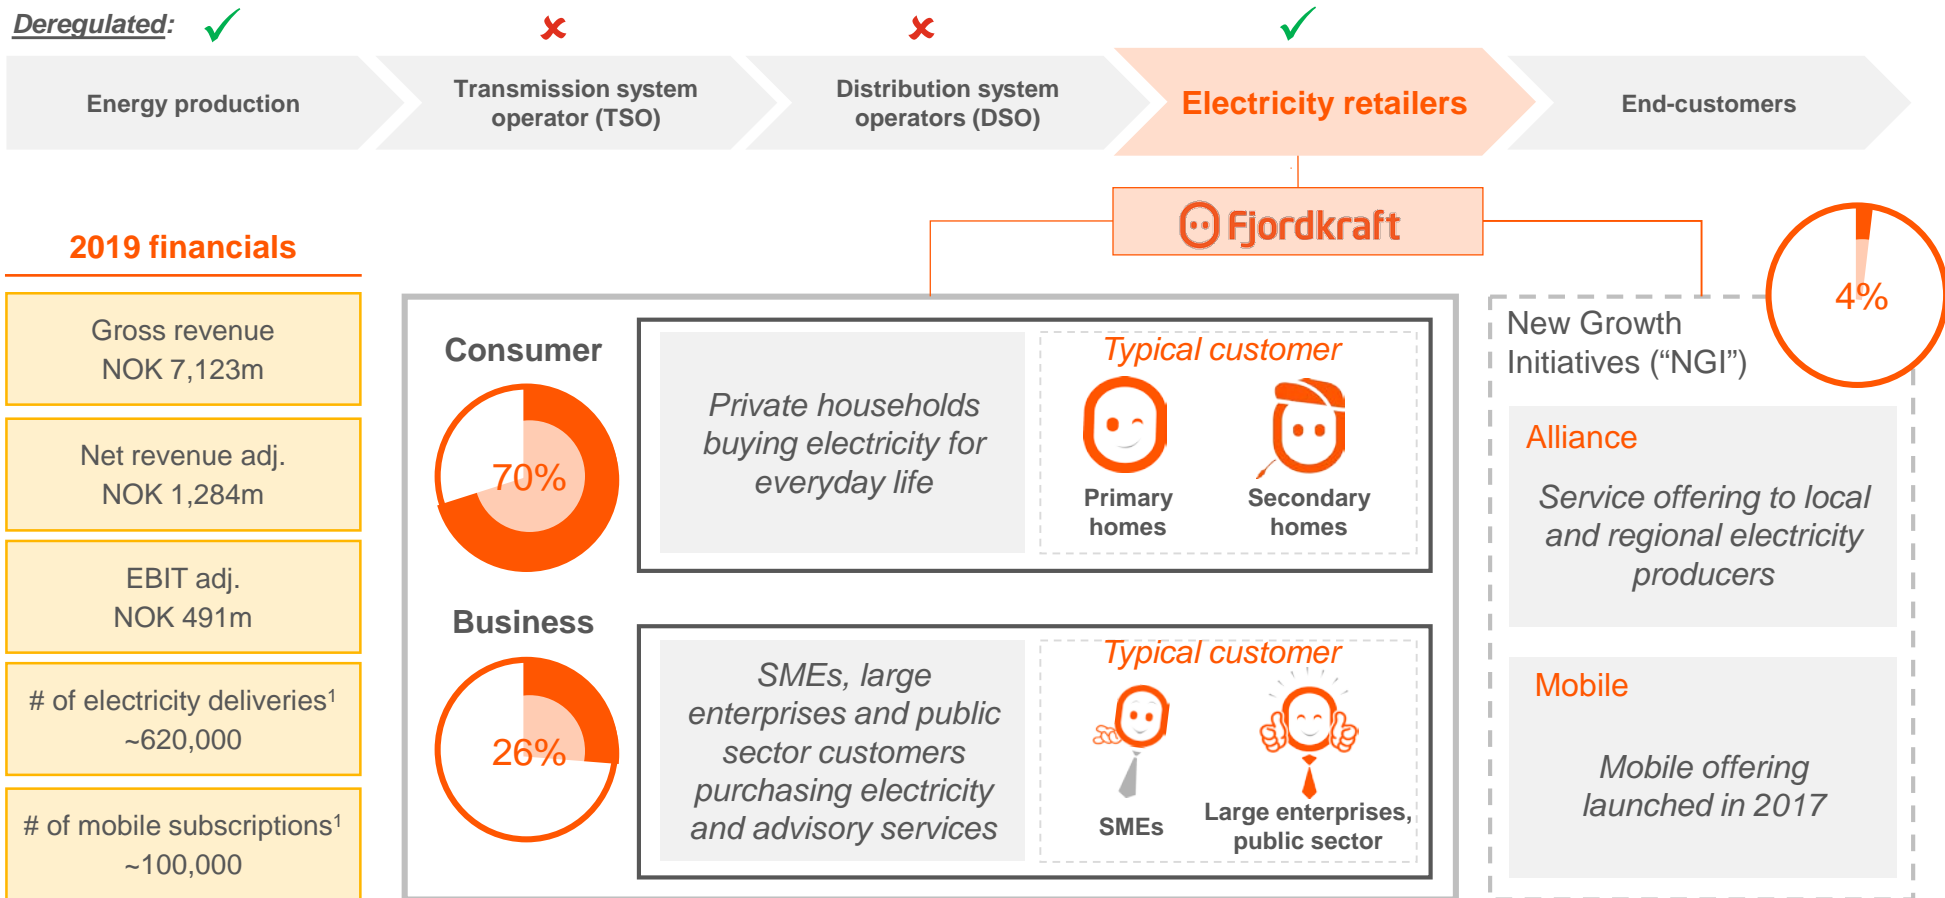 Deregulated:
Energy production
Transmission system
operator (TSO)
Distribution system
operators (DSO)
Electricity retailers
End-customers
Fjordkraft
2019 financials
Gross revenue
NOK 7,123m
Net revenue adj.
NOK 1,284m
EBIT adj.
NOK 491m
# of electricity deliveries¹
~620,000
# of mobile subscriptions¹
~100,000
Consumer
70%
Private households
buying electricity for
everyday life
Typical customer
Primary
homes
Secondary
homes
Business
26%
SMEs, large
enterprises and public
sector customers
purchasing electricity
and advisory services
Typical customer
SMEs
Large enterprises,
public sector
4%
New Growth
Initiatives (“NGI”)
Alliance
Service offering to local
and regional electricity
producers
Mobile
Mobile offering
launched in 2017